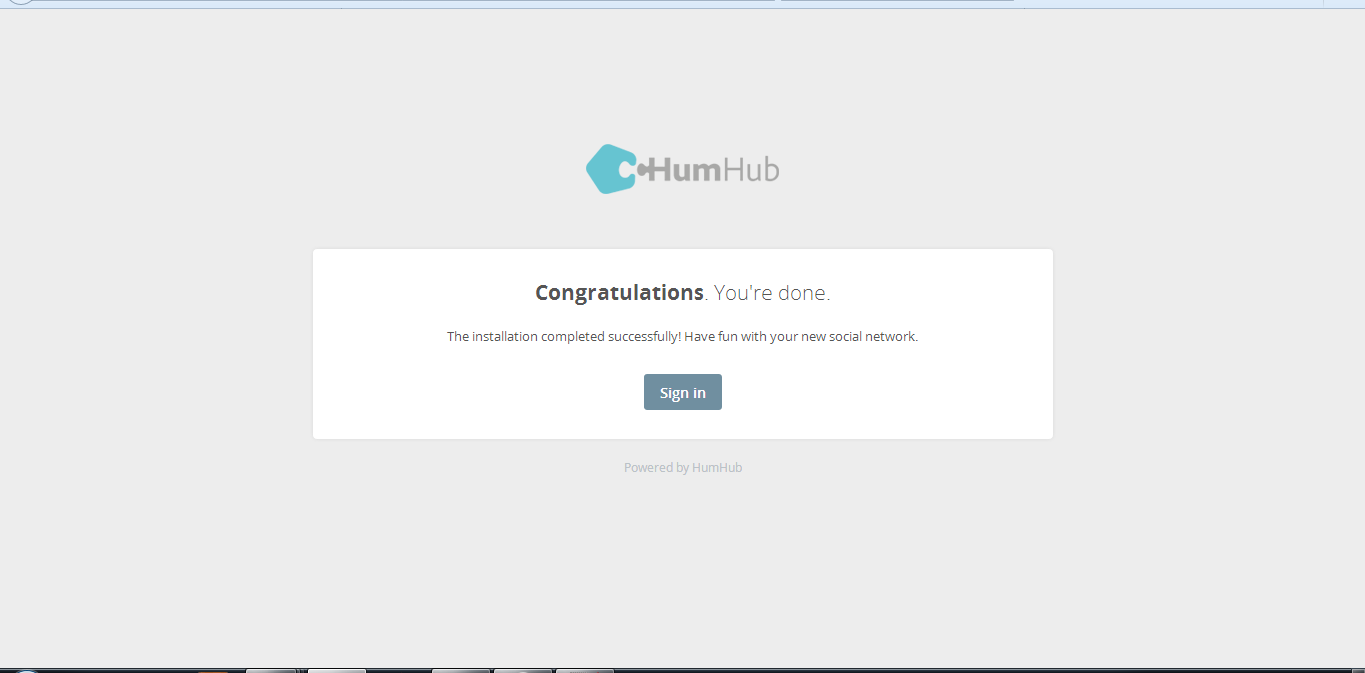 HumHub
Congratulations. You're done.
The installation completed successfully! Have fun with your new social network.
Sign in
Powered by HumHub